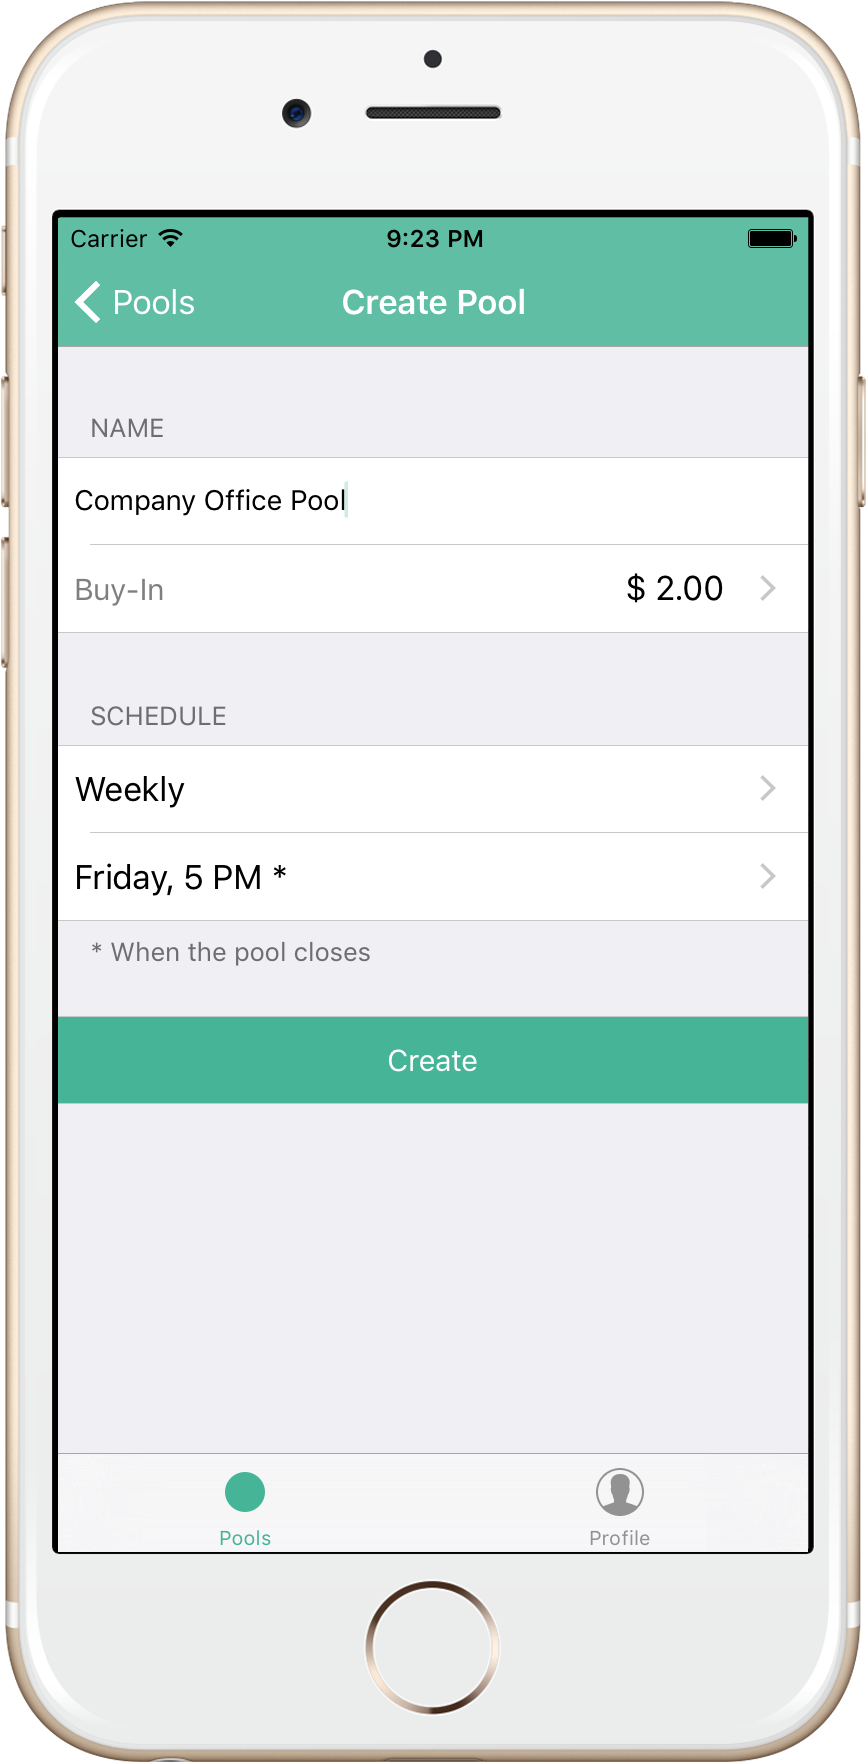 Carrier 9:23 PM
Pools Create Pool
NAME
Company Office Pool
Buy-In $ 2.00
SCHEDULE
Weekly
Friday, 5 PM *
* When the pool closes
Create
Pools Profile